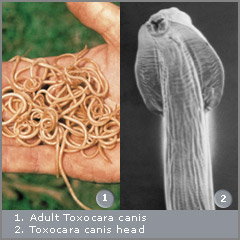 1 2
1. Adult Toxocara canis
2. Toxocara canis head